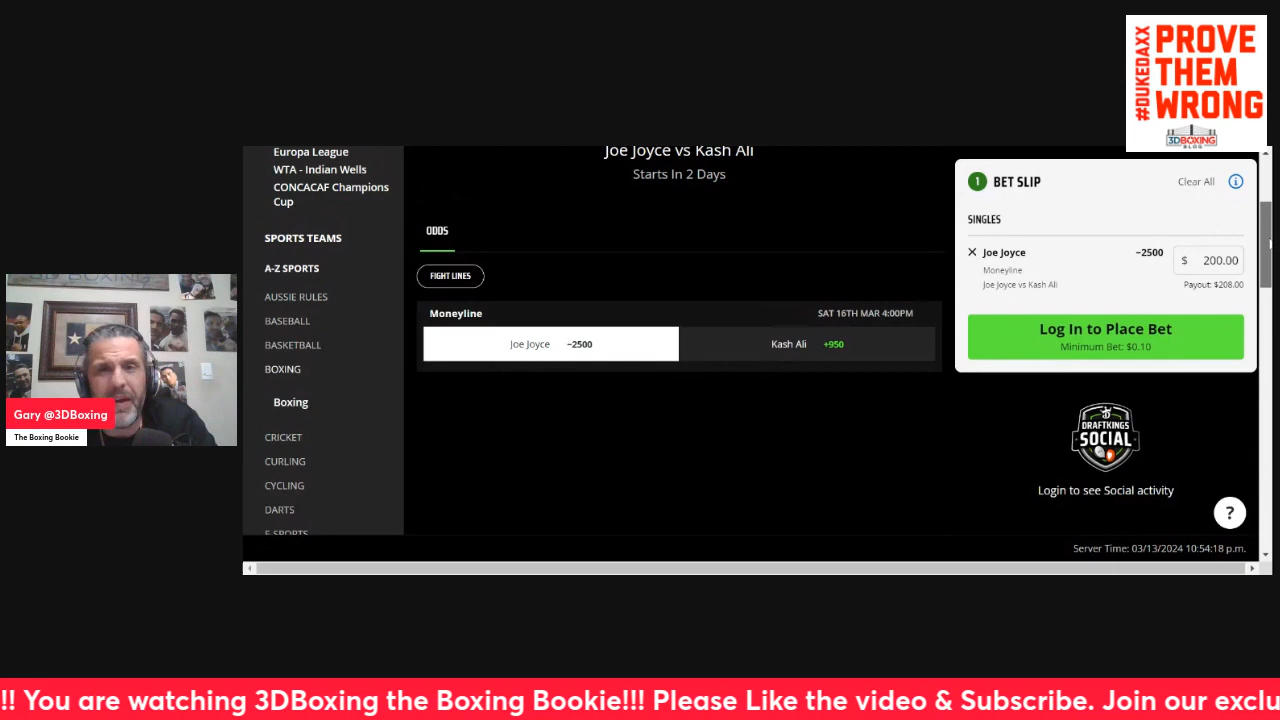 #DUKEDAXX
PROVE
THEM
WRONG
3DBOXING
BLOG
Europa League
WTA - Indian Wells
CONCACAF Champions
Cup
SPORTS TEAMS
A-Z SPORTS
AUSSIE RULES
BASEBALL
BASKETBALL
BOXING
Boxing
CRICKET
CURLING
CYCLING
DARTS
E-SPORTS
Joe Joyce vs Kash Ali
Starts In 2 Days
ODDS
FIGHT LINES
Moneyline SAT 16TH MAR 4:00PM
Joe Joyce −2500 Kash Ali +950
1 BET SLIP Clear All i
SINGLES
Joe Joyce −2500 $ 200.00
Moneyline
Joe Joyce vs Kash Ali Payout: $208.00
Log In to Place Bet
Minimum Bet: $0.10
DRAFTKINGS
SOCIAL
Login to see Social activity
?
Server Time: 03/13/2024 10:54:18 p.m.
3D BOXING
Gary @3DBoxing
The Boxing Bookie
!! You are watching 3DBoxing the Boxing Bookie!!! Please Like the video & Subscribe. Join our exclu